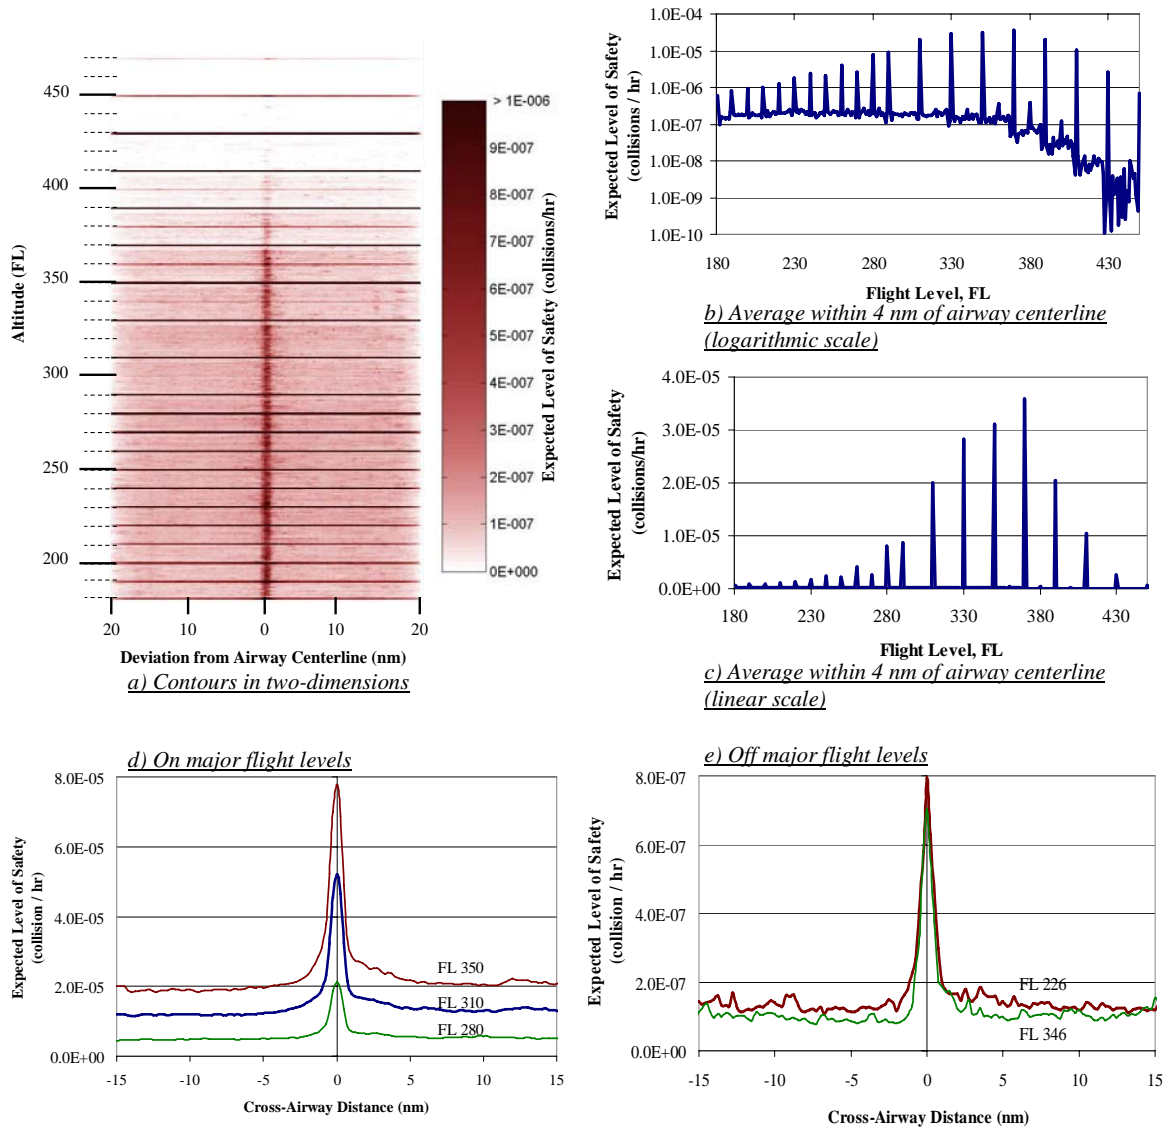 450
400
350
300
250
200
Altitude (FL)
20
10
0
10
20
Deviation from Airway Centerline (nm)
a) Contours in two-dimensions
> 1E-006
9E-007
8E-007
7E-007
6E-007
5E-007
4E-007
3E-007
2E-007
1E-007
0E+000
Expected Level of Safety (collisions/hr)
1.0E-04
1.0E-05
1.0E-06
1.0E-07
1.0E-08
1.0E-09
1.0E-10
Expected Level of Safety
(collisions / hr)
180
230
280
330
380
430
Flight Level, FL
b) Average within 4 nm of airway centerline
(logarithmic scale)
4.0E-05
3.0E-05
2.0E-05
1.0E-05
0.0E+00
Expected Level of Safety
(collisions/hr)
180
230
280
330
380
430
Flight Level, FL
c) Average within 4 nm of airway centerline
(linear scale)
d) On major flight levels
8.0E-05
6.0E-05
4.0E-05
2.0E-05
0.0E+00
Expected Level of Safety
(collision / hr)
FL 350
FL 310
FL 280
-15
-10
-5
0
5
10
15
Cross-Airway Distance (nm)
e) Off major flight levels
8.0E-07
6.0E-07
4.0E-07
2.0E-07
0.0E+00
Expected Level of Safety
(collision / hr)
FL 226
FL 346
-15
-10
-5
0
5
10
15
Cross-Airway Distance (nm)